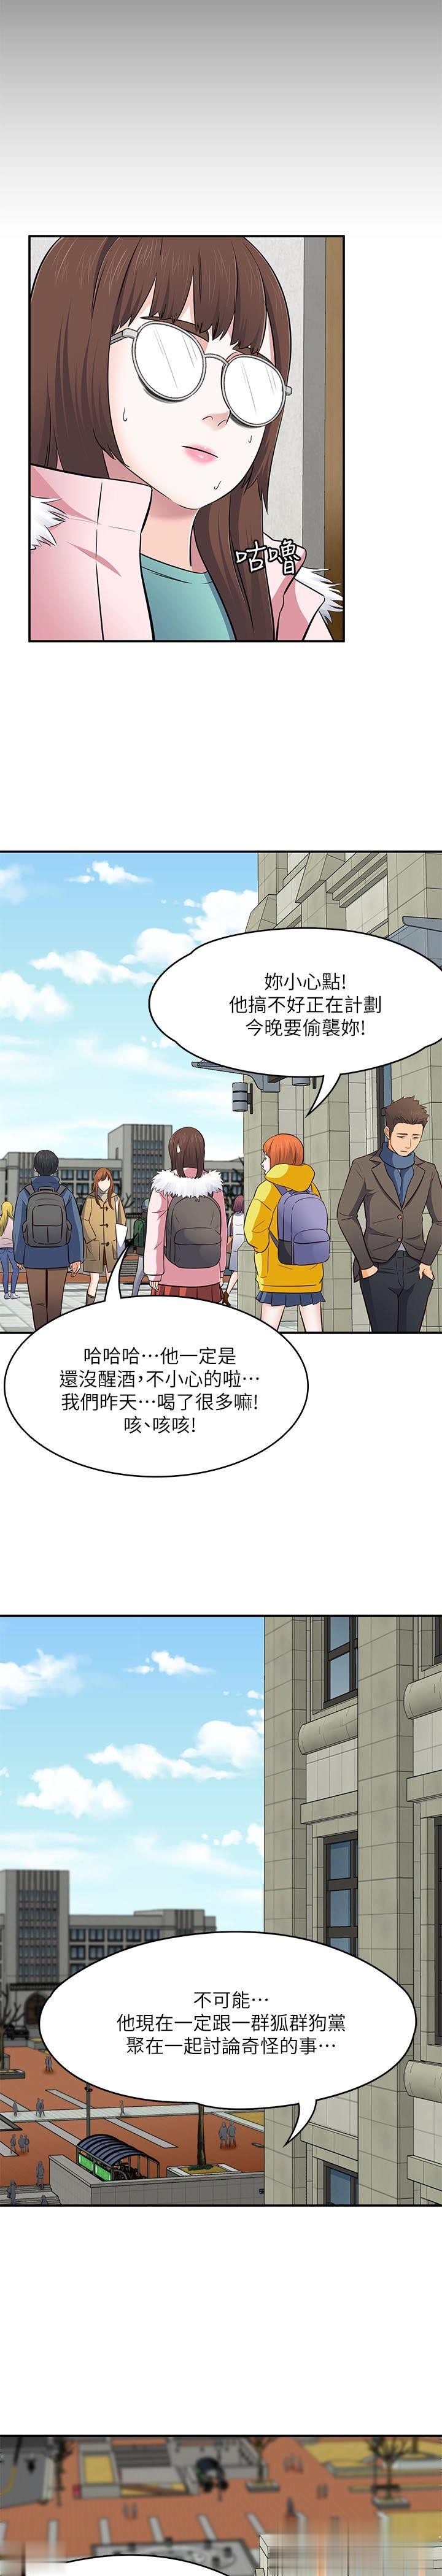 咕嚕
妳小心點!
他搞不好正在計劃
今晚要偷襲妳!
哈哈哈⋯他一定是
還沒醒酒,不小心的啦⋯
我們昨天⋯喝了很多嘛!
咳、咳咳!
不可能⋯
他現在一定跟一群狐群狗黨
聚在一起討論奇怪的事⋯